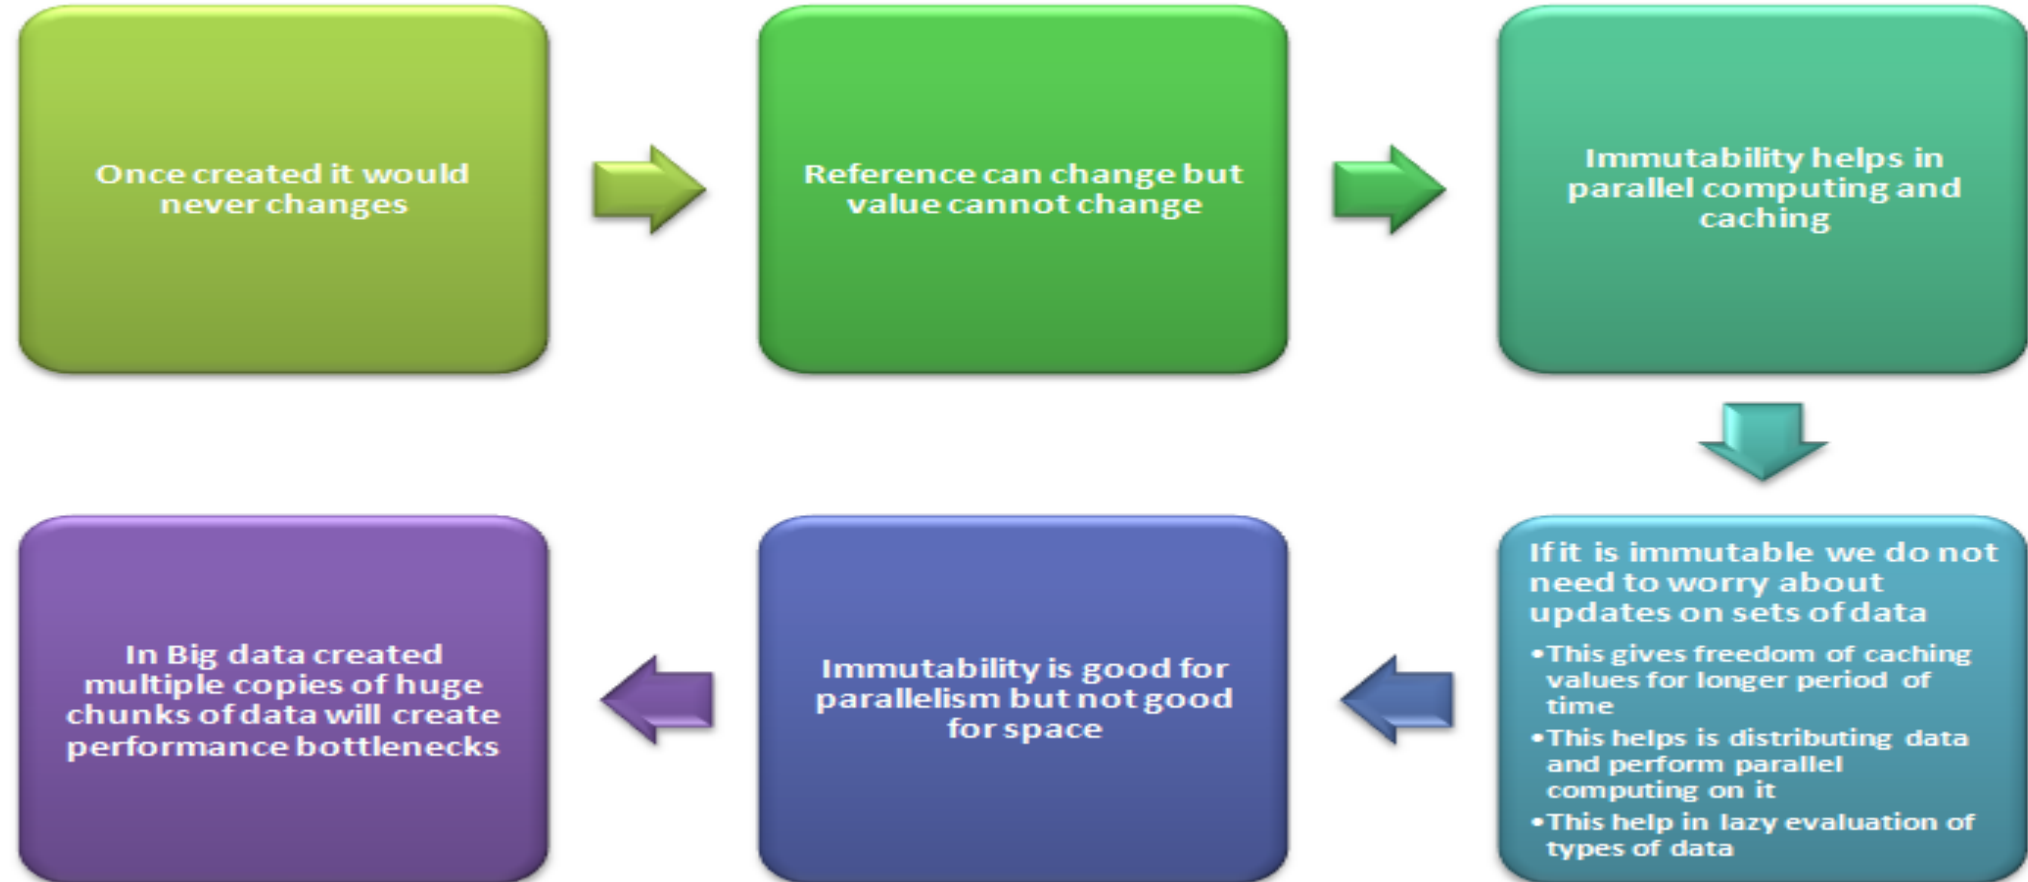 Once created it would
never changes
Reference can change but
value cannot change
Immutability helps in
parallel computing and
caching
If it is immutable we do not
need to worry about
updates on sets of data
•This gives freedom of caching
values for longer period of
time
•This helps is distributing data
and perform parallel
computing on it
•This help in lazy evaluation of
types of data
Immutability is good for
parallelism but not good
for space
In Big data created
multiple copies of huge
chunks of data will create
performance bottlenecks